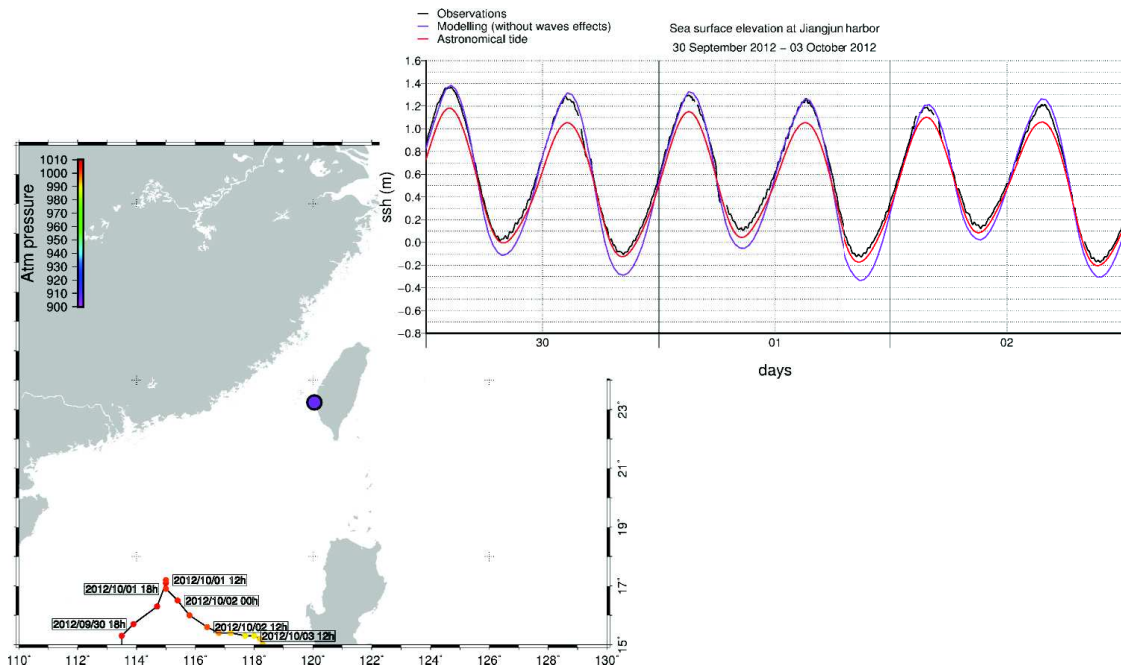 Observations
Modelling (without waves effects)
Astronomical tide
Sea surface elevation at Jiangjun harbor
30 September 2012 − 03 October 2012
1.6
1.4
1.2
1.0
0.8
0.6
0.4
0.2
0.0
−0.2
−0.4
−0.6
−0.8
ssh (m)
30
01
02
days
Atm pressure
1010
1000
990
980
970
960
950
940
930
920
910
900
23°
21°
19°
17°
15°
2012/10/01 12h
2012/10/01 18h
2012/10/02 00h
2012/09/30 18h
2012/10/02 12h
2012/10/03 12h
110° 112° 114° 116° 118° 120° 122° 124° 126° 128° 130°